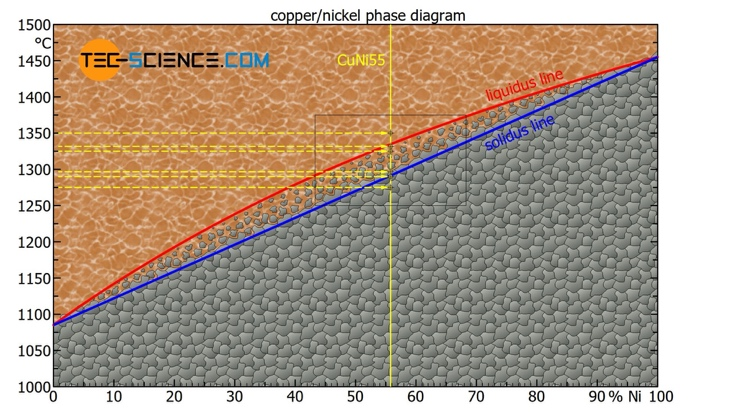 copper/nickel phase diagram
1500
°C
TEC-SCIENCE.COM
CuNi55
1450
liquidus line
1400
solidus line
1350
1300
1250
1200
1150
1100
1050
1000
0 10 20 30 40 50 60 70 80 90 % Ni 100